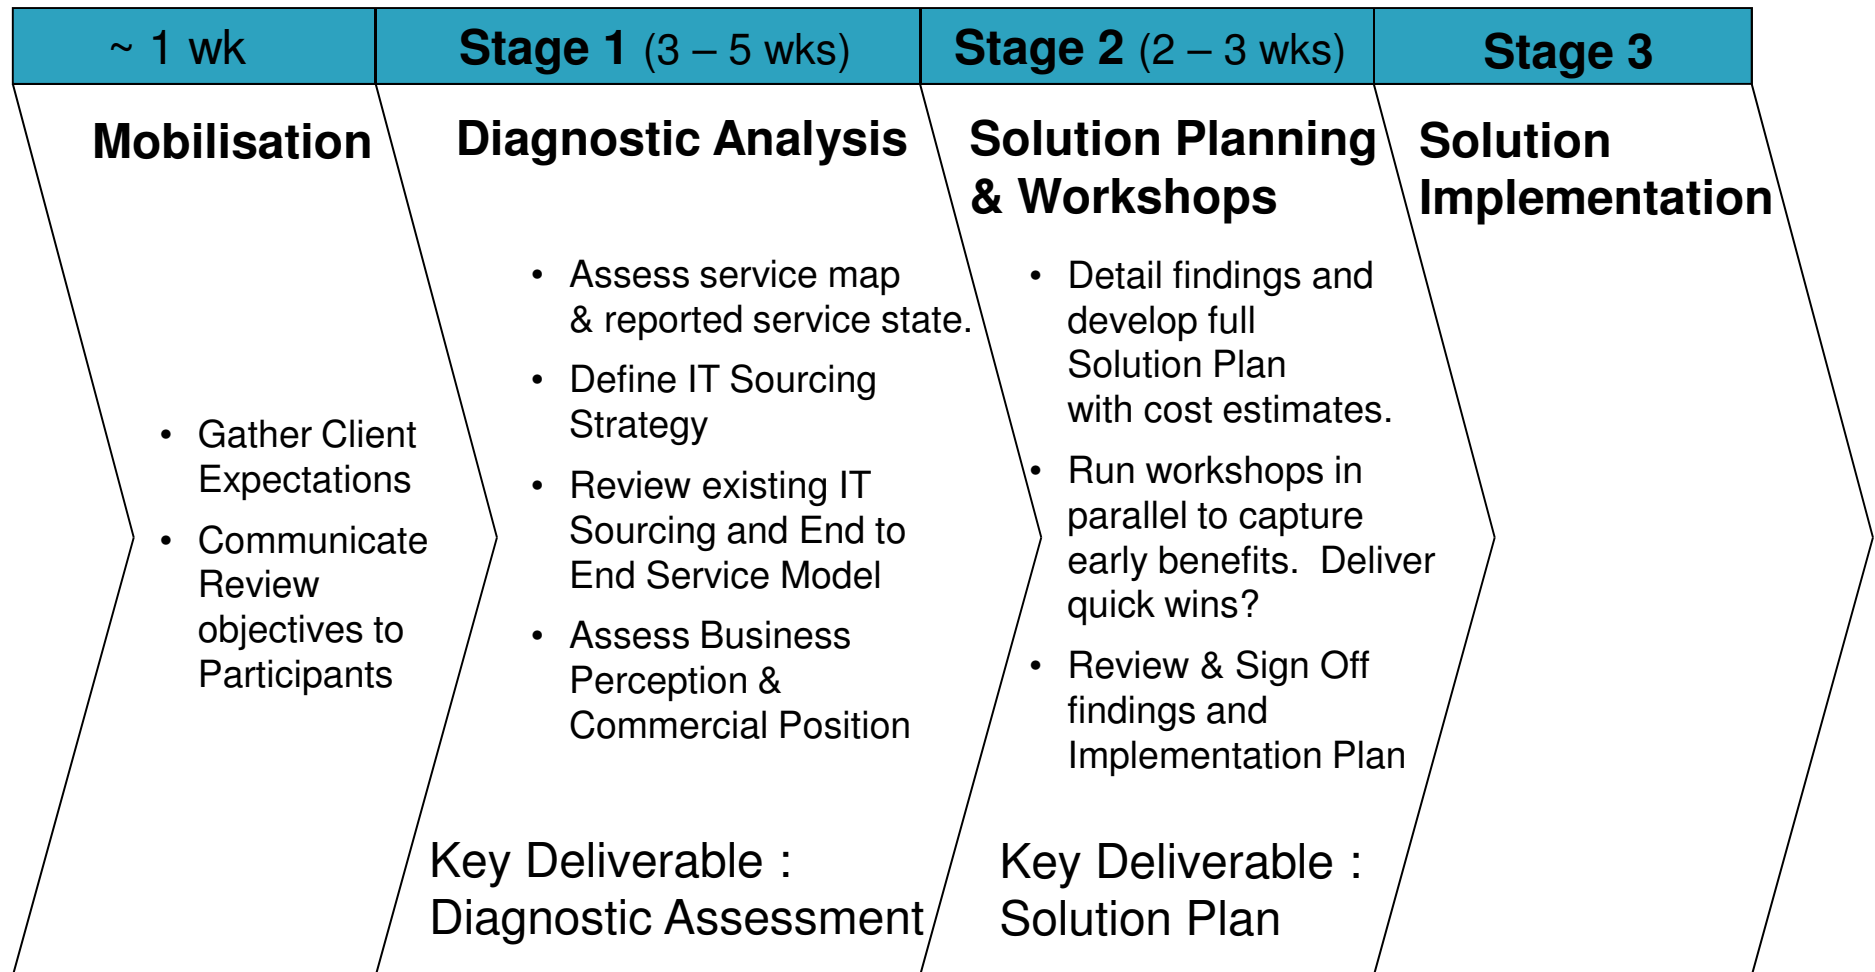 ~ 1 wk
Stage 1 (3 – 5 wks)
Stage 2 (2 – 3 wks)
Stage 3
Mobilisation
• Gather Client
Expectations
• Communicate
Review
objectives to
Participants
Diagnostic Analysis
• Assess service map
& reported service state.
• Define IT Sourcing
Strategy
• Review existing IT
Sourcing and End to
End Service Model
• Assess Business
Perception &
Commercial Position
Key Deliverable :
Diagnostic Assessment
Solution Planning
& Workshops
• Detail findings and
develop full
Solution Plan
with cost estimates.
• Run workshops in
parallel to capture
early benefits.  Deliver
quick wins?
• Review & Sign Off
findings and
Implementation Plan
Key Deliverable :
Solution Plan
Solution
Implementation